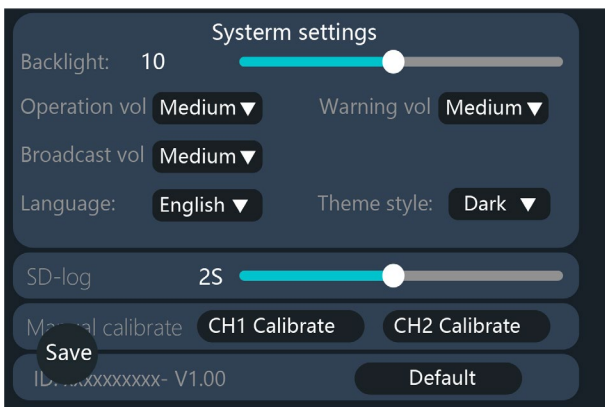 Systerm settings
Backlight: 10
Operation vol Medium Warning vol Medium
Broadcast vol Medium
Language: English Theme style: Dark
SD-log 2S
calibrate CH1 Calibrate CH2 Calibrate
Save
V1.00 Default